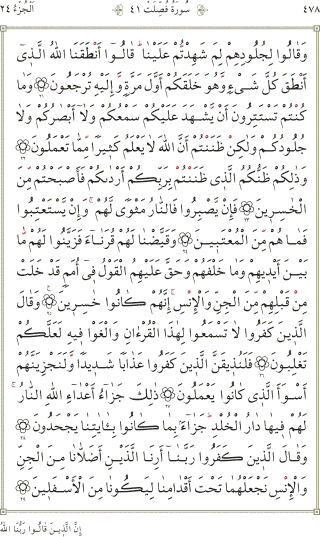 الجزء ٢٤ سورة فصلت ٤١ ٤٧٨
وَقَالُوا۟ لِجُلُودِهِمْ لِمَ شَهِدتُّمْ عَلَيْنَا ۖ قَالُوٓا۟ أَنطَقَنَا ٱللَّهُ ٱلَّذِىٓ
أَنطَقَ كُلَّ شَىْءٍ وَهُوَ خَلَقَكُمْ أَوَّلَ مَرَّةٍ وَإِلَيْهِ تُرْجَعُونَ ۝٢١ وَمَا
كُنتُمْ تَسْتَتِرُونَ أَن يَشْهَدَ عَلَيْكُمْ سَمْعُكُمْ وَلَآ أَبْصَٰرُكُمْ وَلَا
جُلُودُكُمْ وَلَٰكِن ظَنَنتُمْ أَنَّ ٱللَّهَ لَا يَعْلَمُ كَثِيرًا مِّمَّا تَعْمَلُونَ ۝٢٢
وَذَٰلِكُمْ ظَنُّكُمُ ٱلَّذِى ظَنَنتُم بِرَبِّكُمْ أَرْدَىٰكُمْ فَأَصْبَحْتُم مِّنَ
ٱلْخَٰسِرِينَ ۝٢٣ فَإِن يَصْبِرُوا۟ فَٱلنَّارُ مَثْوًى لَّهُمْ ۖ وَإِن يَسْتَعْتِبُوا۟
فَمَا هُم مِّنَ ٱلْمُعْتَبِينَ ۝٢٤ وَقَيَّضْنَا لَهُمْ قُرَنَآءَ فَزَيَّنُوا۟ لَهُم مَّا
بَيْنَ أَيْدِيهِمْ وَمَا خَلْفَهُمْ وَحَقَّ عَلَيْهِمُ ٱلْقَوْلُ فِىٓ أُمَمٍ قَدْ خَلَتْ
مِن قَبْلِهِم مِّنَ ٱلْجِنِّ وَٱلْإِنسِ ۖ إِنَّهُمْ كَانُوا۟ خَٰسِرِينَ ۝٢٥ وَقَالَ
ٱلَّذِينَ كَفَرُوا۟ لَا تَسْمَعُوا۟ لِهَٰذَا ٱلْقُرْءَانِ وَٱلْغَوْا۟ فِيهِ لَعَلَّكُمْ
تَغْلِبُونَ ۝٢٦ فَلَنُذِيقَنَّ ٱلَّذِينَ كَفَرُوا۟ عَذَابًا شَدِيدًا وَلَنَجْزِيَنَّهُمْ
أَسْوَأَ ٱلَّذِى كَانُوا۟ يَعْمَلُونَ ۝٢٧ ذَٰلِكَ جَزَآءُ أَعْدَآءِ ٱللَّهِ ٱلنَّارُ ۖ
لَهُمْ فِيهَا دَارُ ٱلْخُلْدِ ۖ جَزَآءًۢ بِمَا كَانُوا۟ بِـَٔايَٰتِنَا يَجْحَدُونَ ۝٢٨
وَقَالَ ٱلَّذِينَ كَفَرُوا۟ رَبَّنَآ أَرِنَا ٱلَّذَيْنِ أَضَلَّانَا مِنَ ٱلْجِنِّ
وَٱلْإِنسِ نَجْعَلْهُمَا تَحْتَ أَقْدَامِنَا لِيَكُونَا مِنَ ٱلْأَسْفَلِينَ ۝٢٩
إِنَّ ٱلَّذِينَ قَالُوا۟ رَبُّنَا ٱللَّهُ